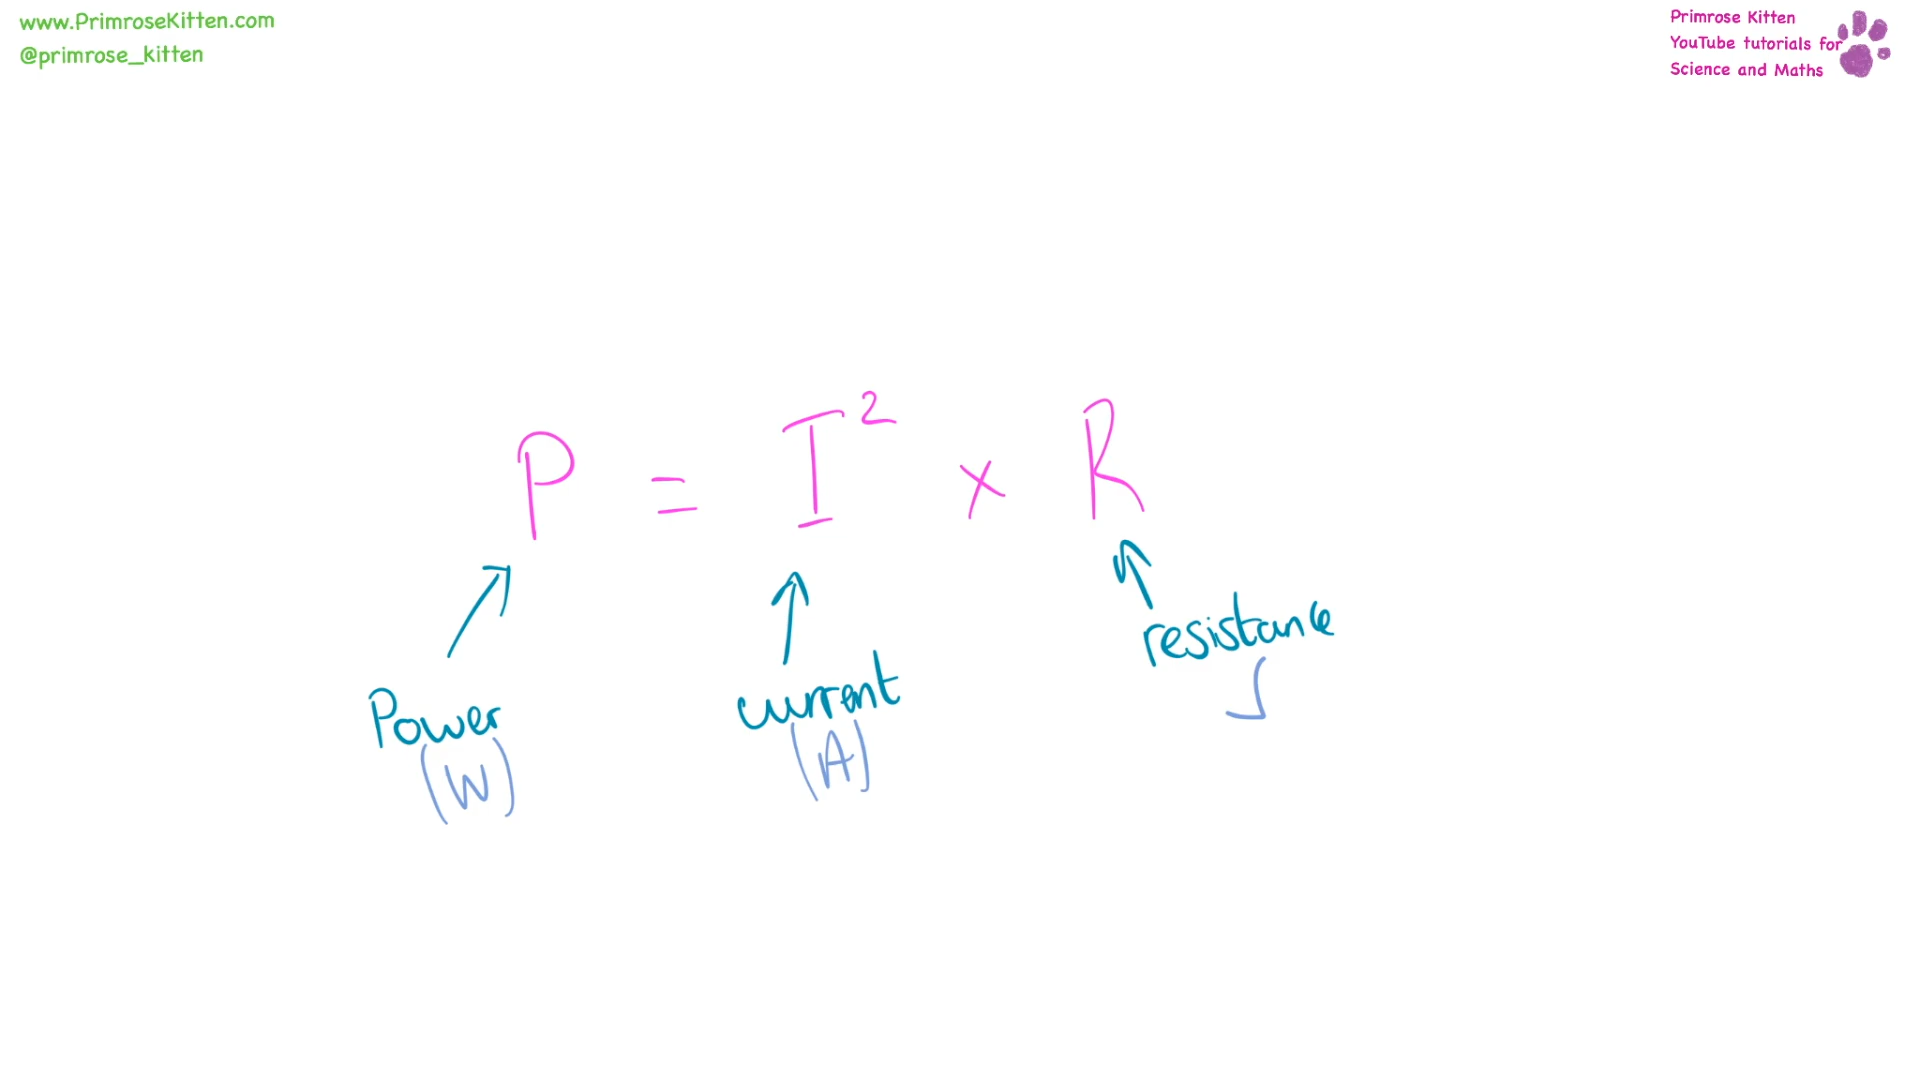 www.PrimroseKitten.com
@primrose_kitten
Primrose Kitten
YouTube tutorials for
Science and Maths
P = I² × R
Power
(W)
current
(A)
resistance